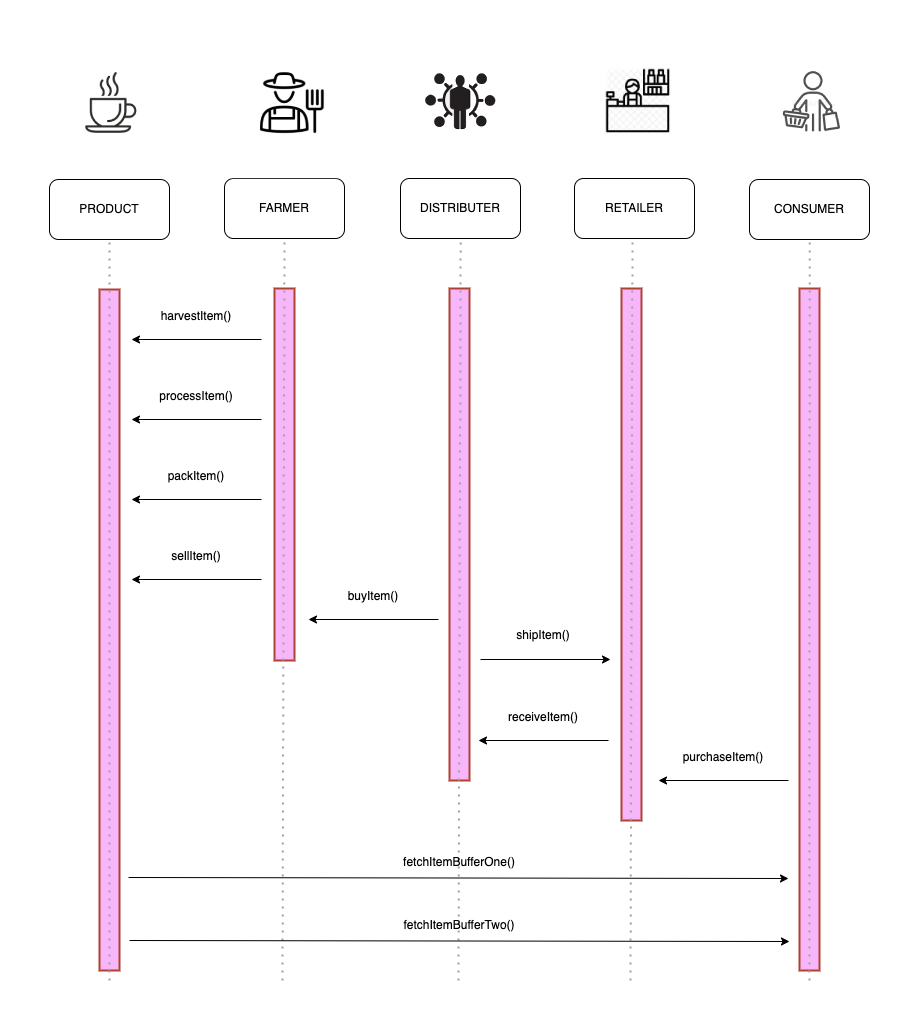 PRODUCT
FARMER
DISTRIBUTER
RETAILER
CONSUMER
harvestItem()
processItem()
packItem()
sellItem()
buyItem()
shipItem()
receiveItem()
purchaseItem()
fetchItemBufferOne()
fetchItemBufferTwo()